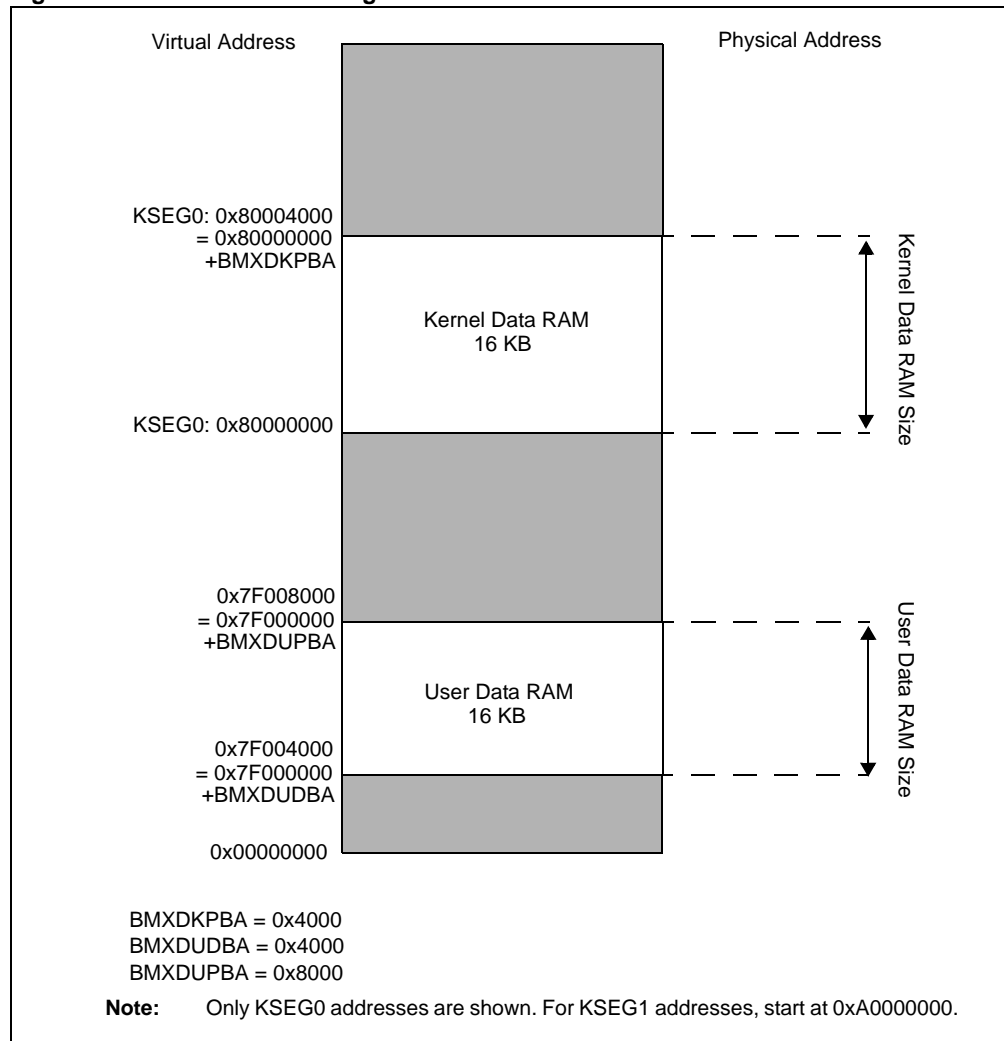 Virtual Address
Physical Address
KSEG0: 0x80004000
= 0x80000000
+BMXDKPBA
Kernel Data RAM
16 KB
Kernel Data RAM Size
KSEG0: 0x80000000
0x7F008000
= 0x7F000000
+BMXDUPBA
User Data RAM
16 KB
User Data RAM Size
0x7F004000
= 0x7F000000
+BMXDUDBA
0x00000000
BMXDKPBA = 0x4000
BMXDUDBA = 0x4000
BMXDUPBA = 0x8000
Note: Only KSEG0 addresses are shown. For KSEG1 addresses, start at 0xA0000000.